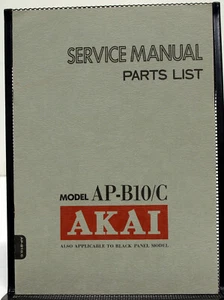 SERVICE MANUAL
PARTS LIST
MODEL AP-B10/C
AKAI
ALSO APPLICABLE TO BLACK PANEL MODEL.